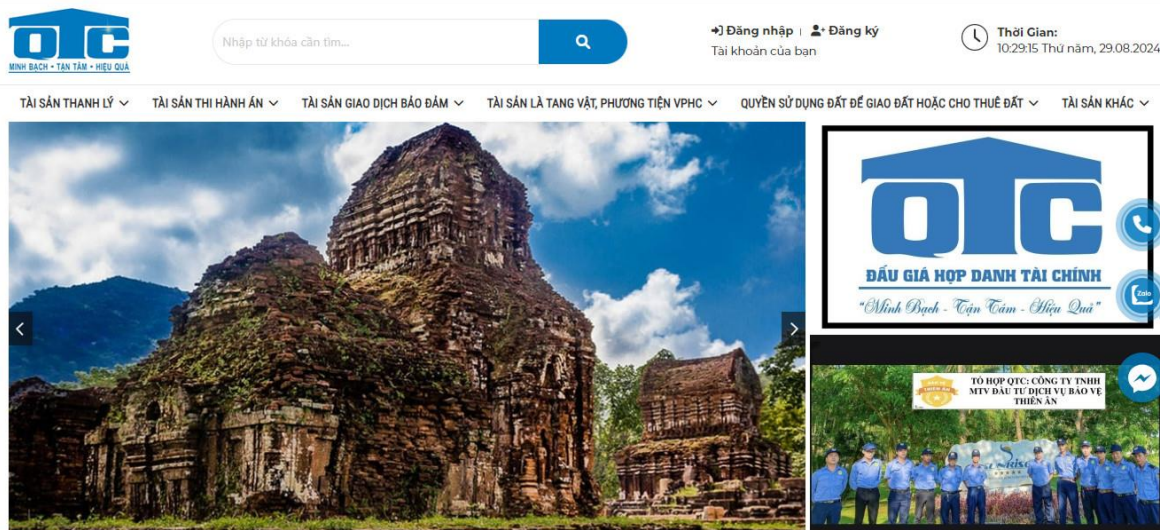 QTC
MINH BẠCH • TẬN TÂM • HIỆU QUẢ
Nhập từ khóa cần tìm...
Đăng nhập | Đăng ký
Tài khoản của bạn
Thời Gian:
10:29:15 Thứ năm, 29.08.2024
TÀI SẢN THANH LÝ TÀI SẢN THI HÀNH ÁN TÀI SẢN GIAO DỊCH BẢO ĐẢM TÀI SẢN LÀ TANG VẬT, PHƯƠNG TIỆN VPHC QUYỀN SỬ DỤNG ĐẤT ĐỂ GIAO ĐẤT HOẶC CHO THUÊ ĐẤT TÀI SẢN KHÁC
QTC
ĐẤU GIÁ HỢP DANH TÀI CHÍNH
"Minh Bạch - Tận Tâm - Hiệu Quả"
Zalo
TỔ HỢP QTC: CÔNG TY TNHH
MTV ĐẦU TƯ DỊCH VỤ BẢO VỆ
THIÊN ÂN